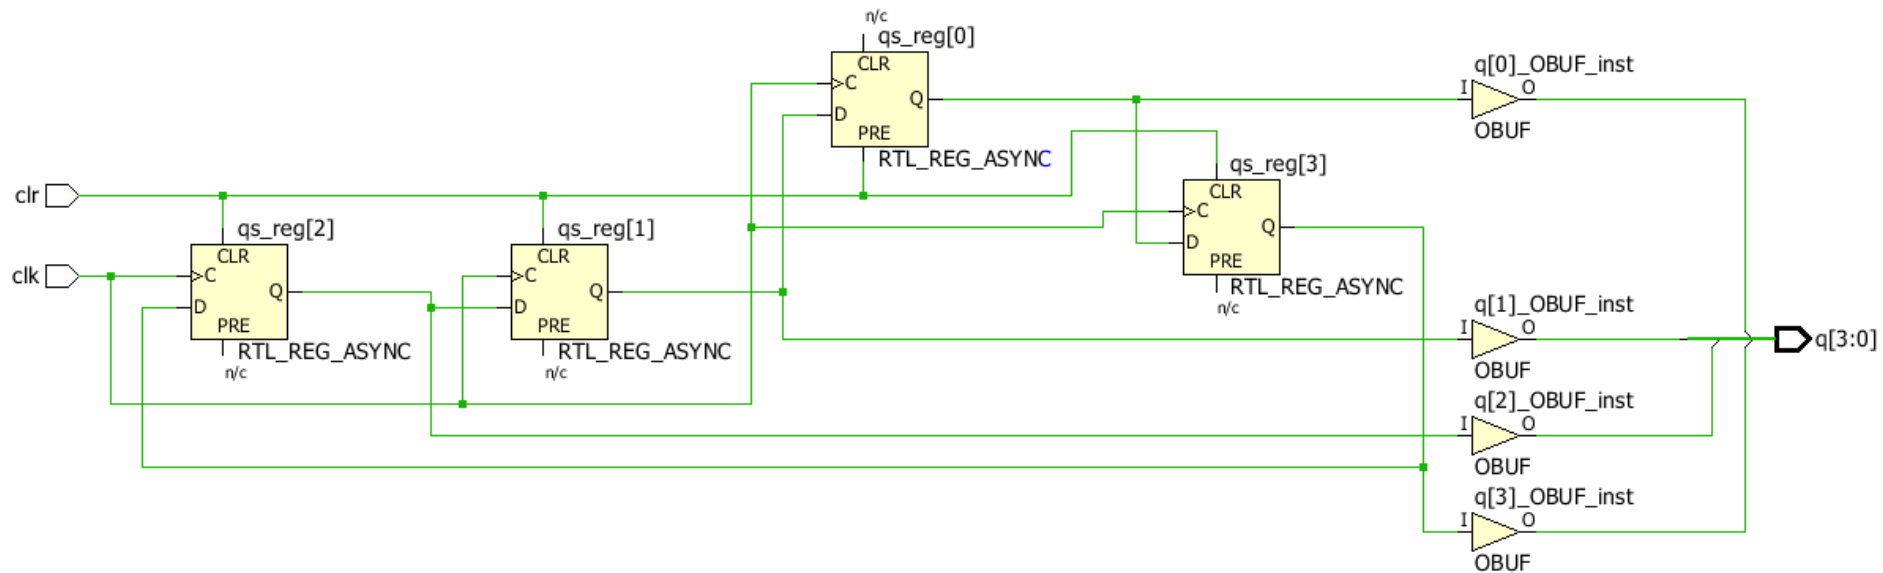 n/c
qs_reg[0]
CLR
C
Q
D
PRE
RTL_REG_ASYNC
q[0]_OBUF_inst
I
O
OBUF
clr
qs_reg[3]
CLR
C
Q
D
PRE
RTL_REG_ASYNC
n/c
clk
qs_reg[2]
CLR
C
Q
D
PRE
RTL_REG_ASYNC
n/c
qs_reg[1]
CLR
C
Q
D
PRE
RTL_REG_ASYNC
n/c
q[1]_OBUF_inst
I
O
OBUF
q[3:0]
q[2]_OBUF_inst
I
O
OBUF
q[3]_OBUF_inst
I
O
OBUF